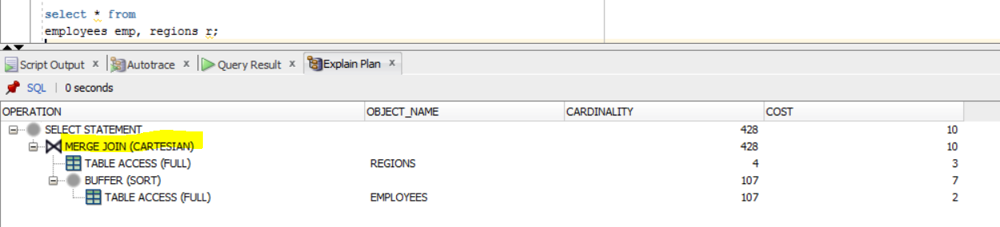 select * from
employees emp, regions r;
Script Output x Autotrace x Query Result x Explain Plan x
SQL | 0 seconds
OPERATION OBJECT_NAME CARDINALITY COST
SELECT STATEMENT 428 10
MERGE JOIN (CARTESIAN) 428 10
TABLE ACCESS (FULL) REGIONS 4 3
BUFFER (SORT) 107 7
TABLE ACCESS (FULL) EMPLOYEES 107 2